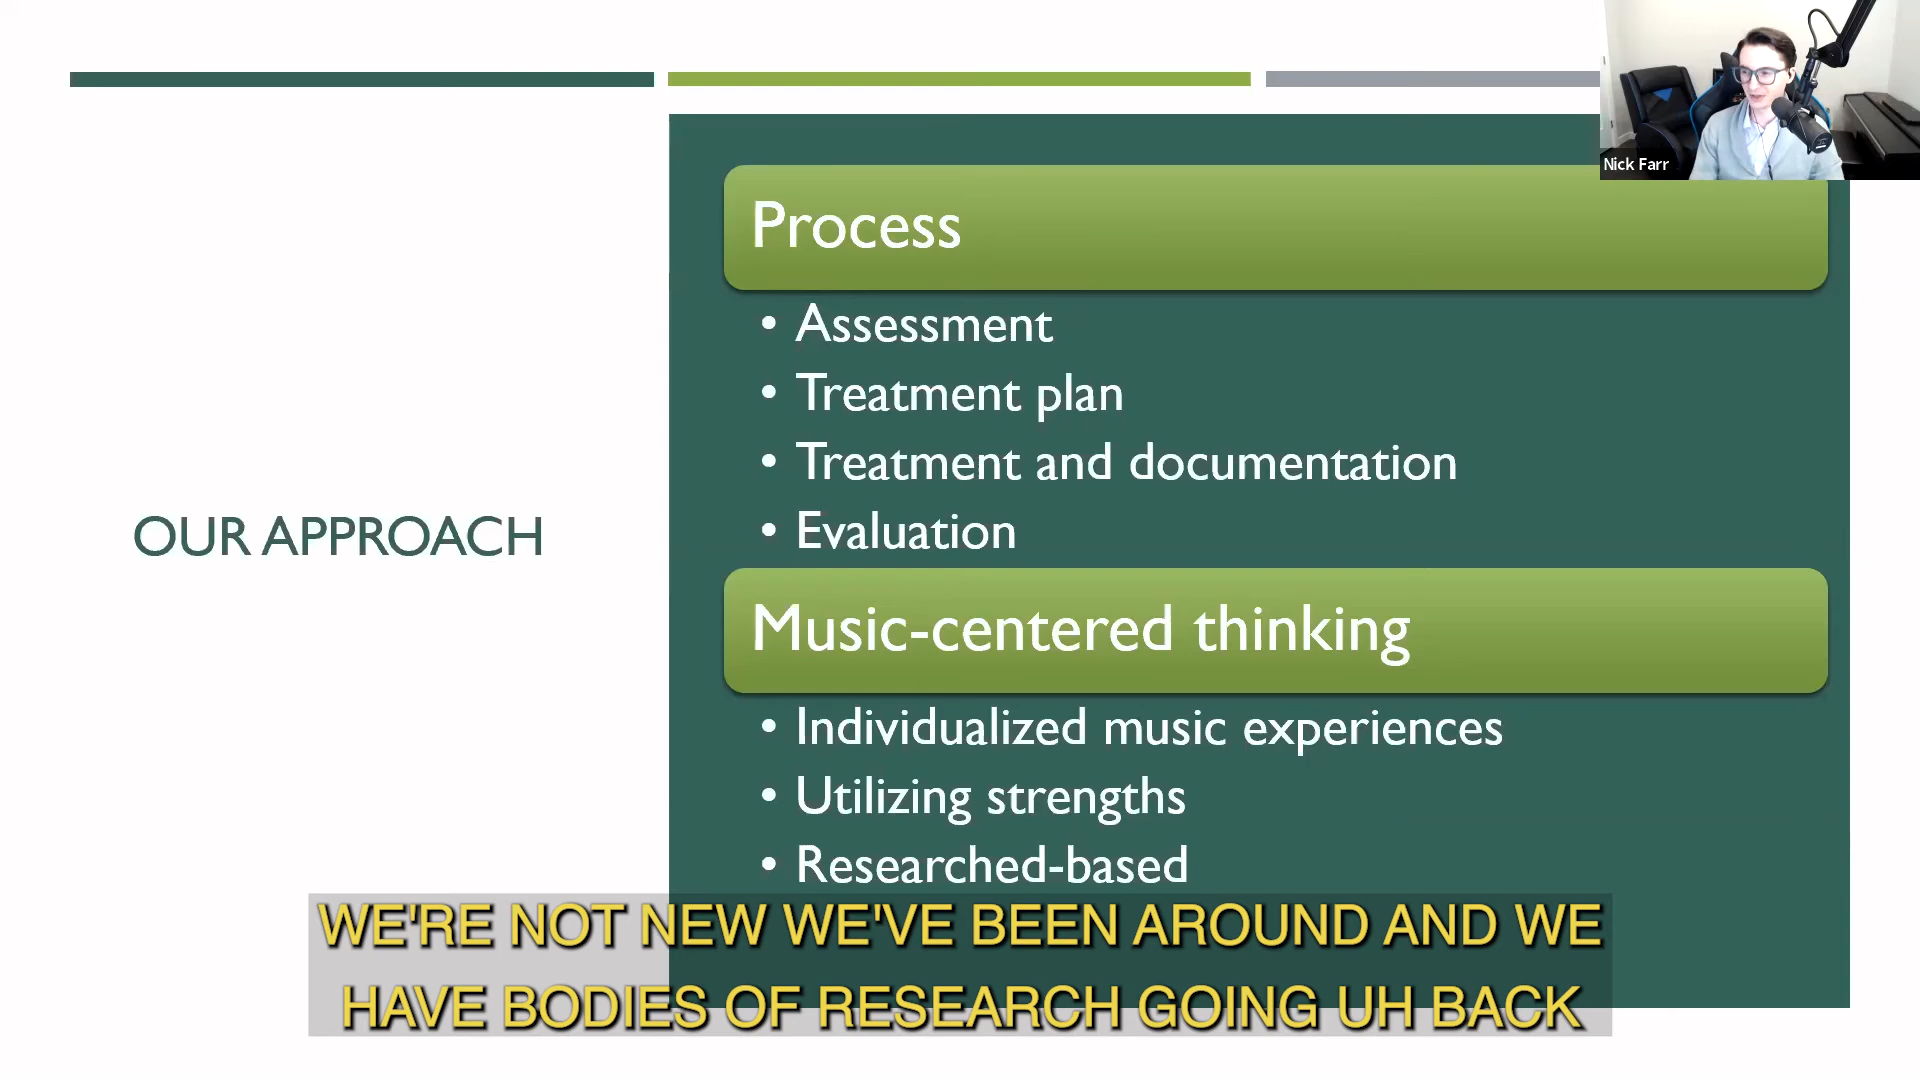 Nick Farr
OUR APPROACH
Process
• Assessment
• Treatment plan
• Treatment and documentation
• Evaluation
Music-centered thinking
• Individualized music experiences
• Utilizing strengths
• Researched-based
WE'RE NOT NEW WE'VE BEEN AROUND AND WE
HAVE BODIES OF RESEARCH GOING UH BACK